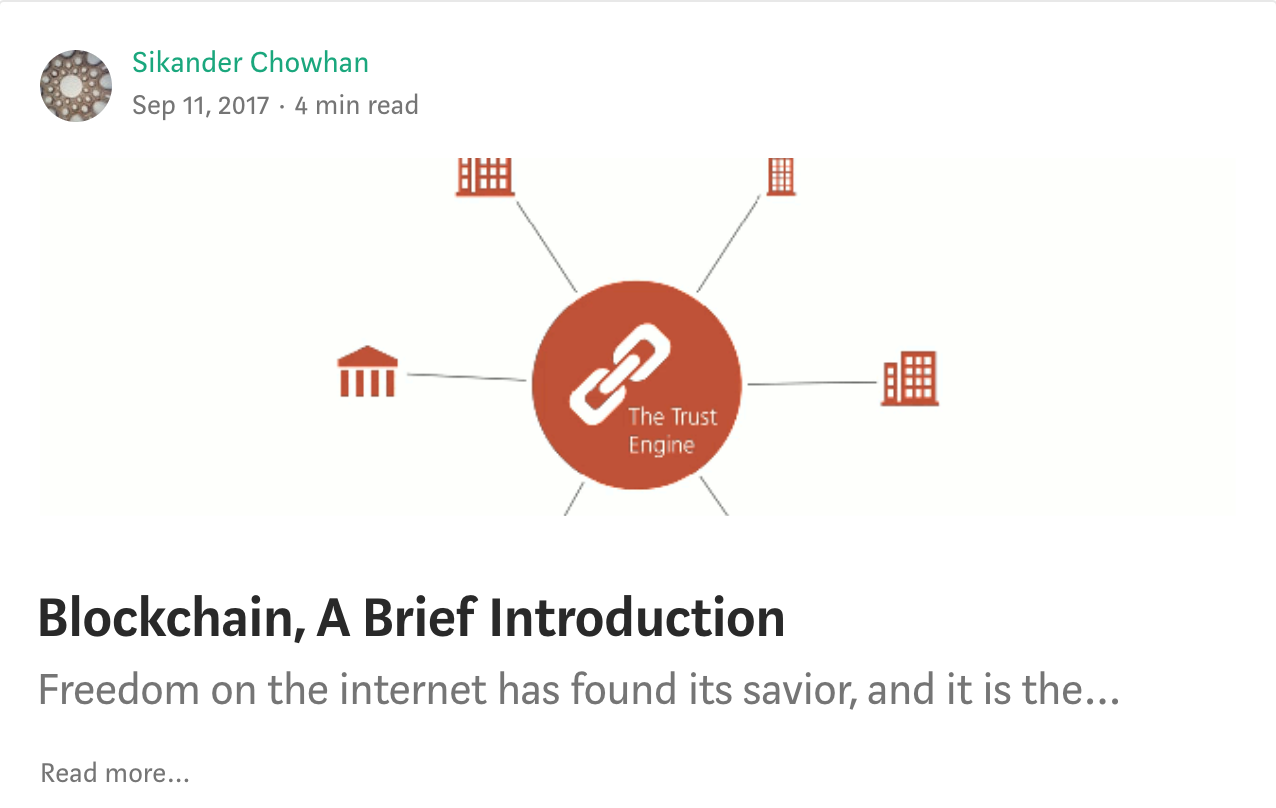 Sikander Chowhan
Sep 11, 2017 · 4 min read
The Trust
Engine
Blockchain, A Brief Introduction
Freedom on the internet has found its savior, and it is the...
Read more...